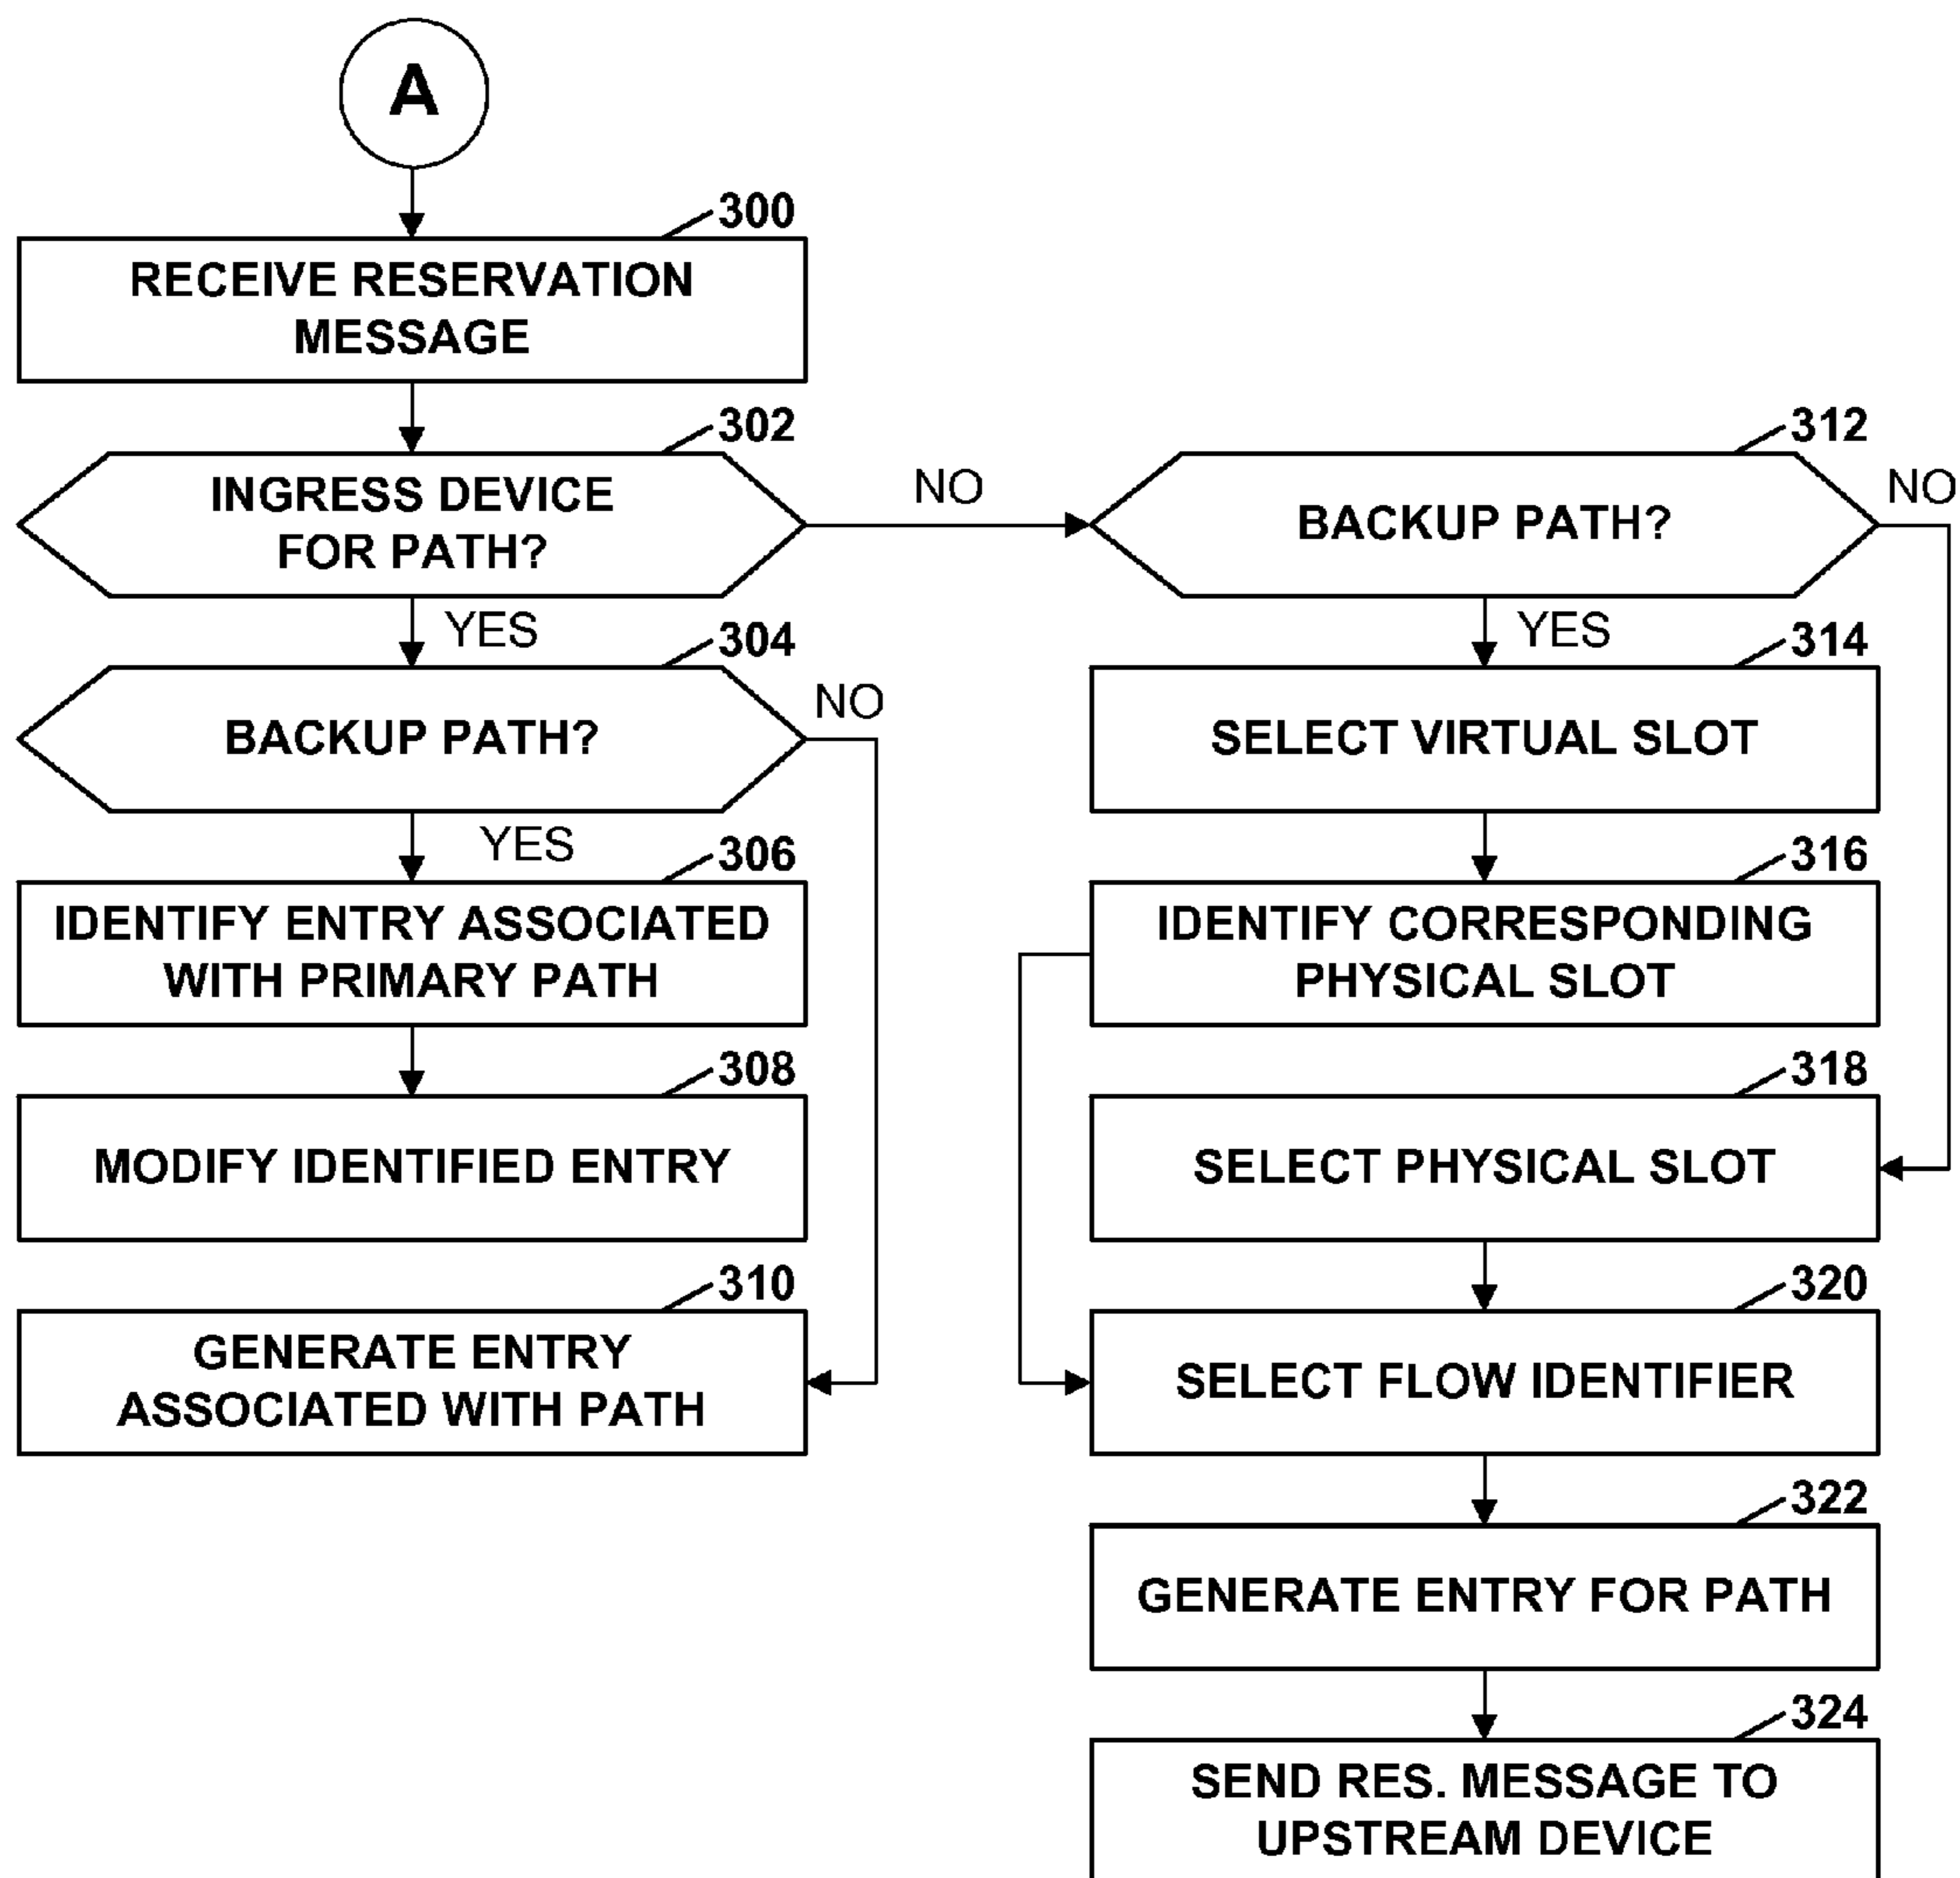 A
300
RECEIVE RESERVATION
MESSAGE
302
INGRESS DEVICE
FOR PATH?
NO
YES
304
BACKUP PATH?
NO
YES
306
IDENTIFY ENTRY ASSOCIATED
WITH PRIMARY PATH
308
MODIFY IDENTIFIED ENTRY
310
GENERATE ENTRY
ASSOCIATED WITH PATH
312
BACKUP PATH?
NO
YES
314
SELECT VIRTUAL SLOT
316
IDENTIFY CORRESPONDING
PHYSICAL SLOT
318
SELECT PHYSICAL SLOT
320
SELECT FLOW IDENTIFIER
322
GENERATE ENTRY FOR PATH
324
SEND RES. MESSAGE TO
UPSTREAM DEVICE